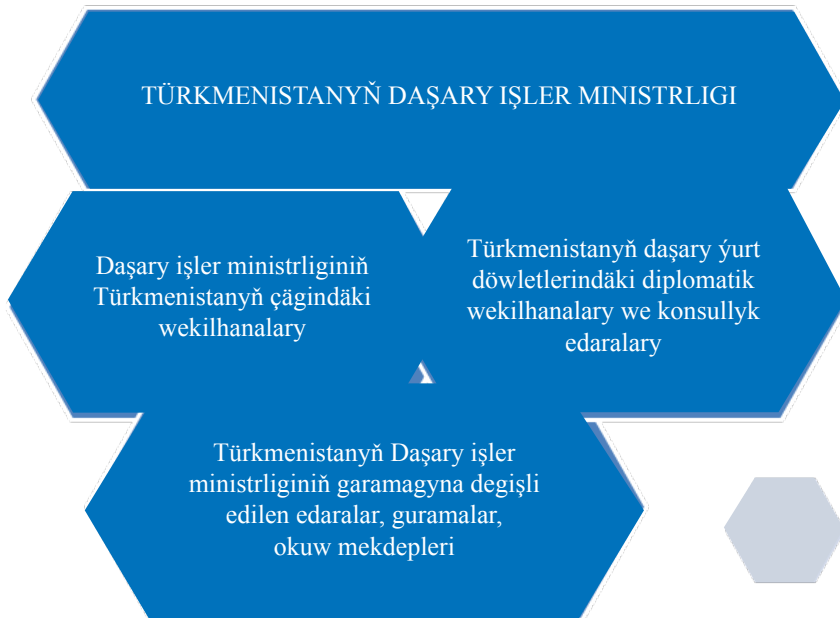 TÜRKMENISTANYŇ DAŞARY IŞLER MINISTRLIGI
Daşary işler ministrliginiň
Türkmenistanyň çägindäki
wekilhanalary
Türkmenistanyň daşary ýurt
döwletlerindäki diplomatik
wekilhanalary we konsullyk
edaralary
Türkmenistanyň Daşary işler
ministrliginiň garamagyna degişli
edilen edaralar, guramalar,
okuw mekdepleri